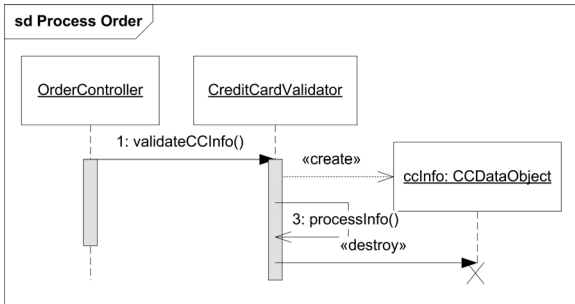 sd Process Order
OrderController
CreditCardValidator
1: validateCCInfo()
«create»
ccInfo: CCDataObject
3: processInfo()
«destroy»